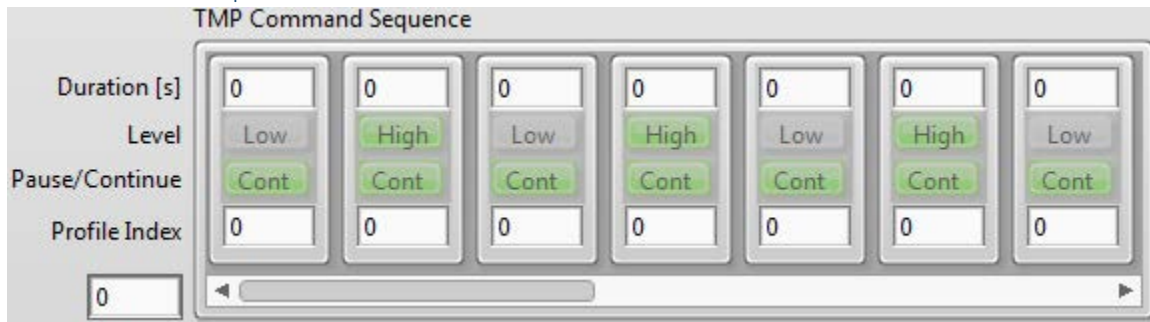 TMP Command Sequence
Duration [s] 0 0 0 0 0 0 0
Level Low High Low High Low High Low
Pause/Continue Cont Cont Cont Cont Cont Cont Cont
Profile Index 0 0 0 0 0 0 0
0